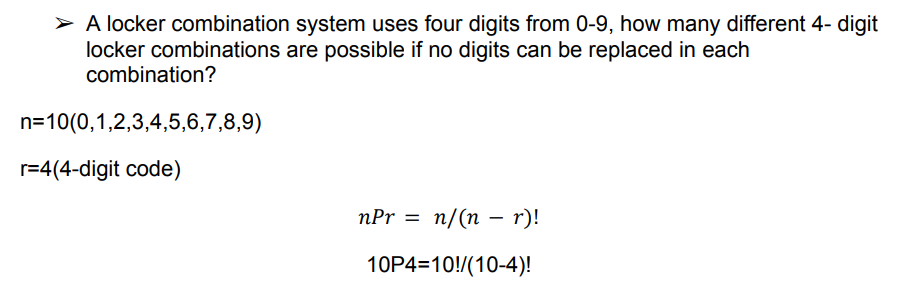 ➢ A locker combination system uses four digits from 0-9, how many different 4- digit
locker combinations are possible if no digits can be replaced in each
combination?
n=10(0,1,2,3,4,5,6,7,8,9)
r=4(4-digit code)
nPr = n/(n − r)!
10P4=10!/(10-4)!